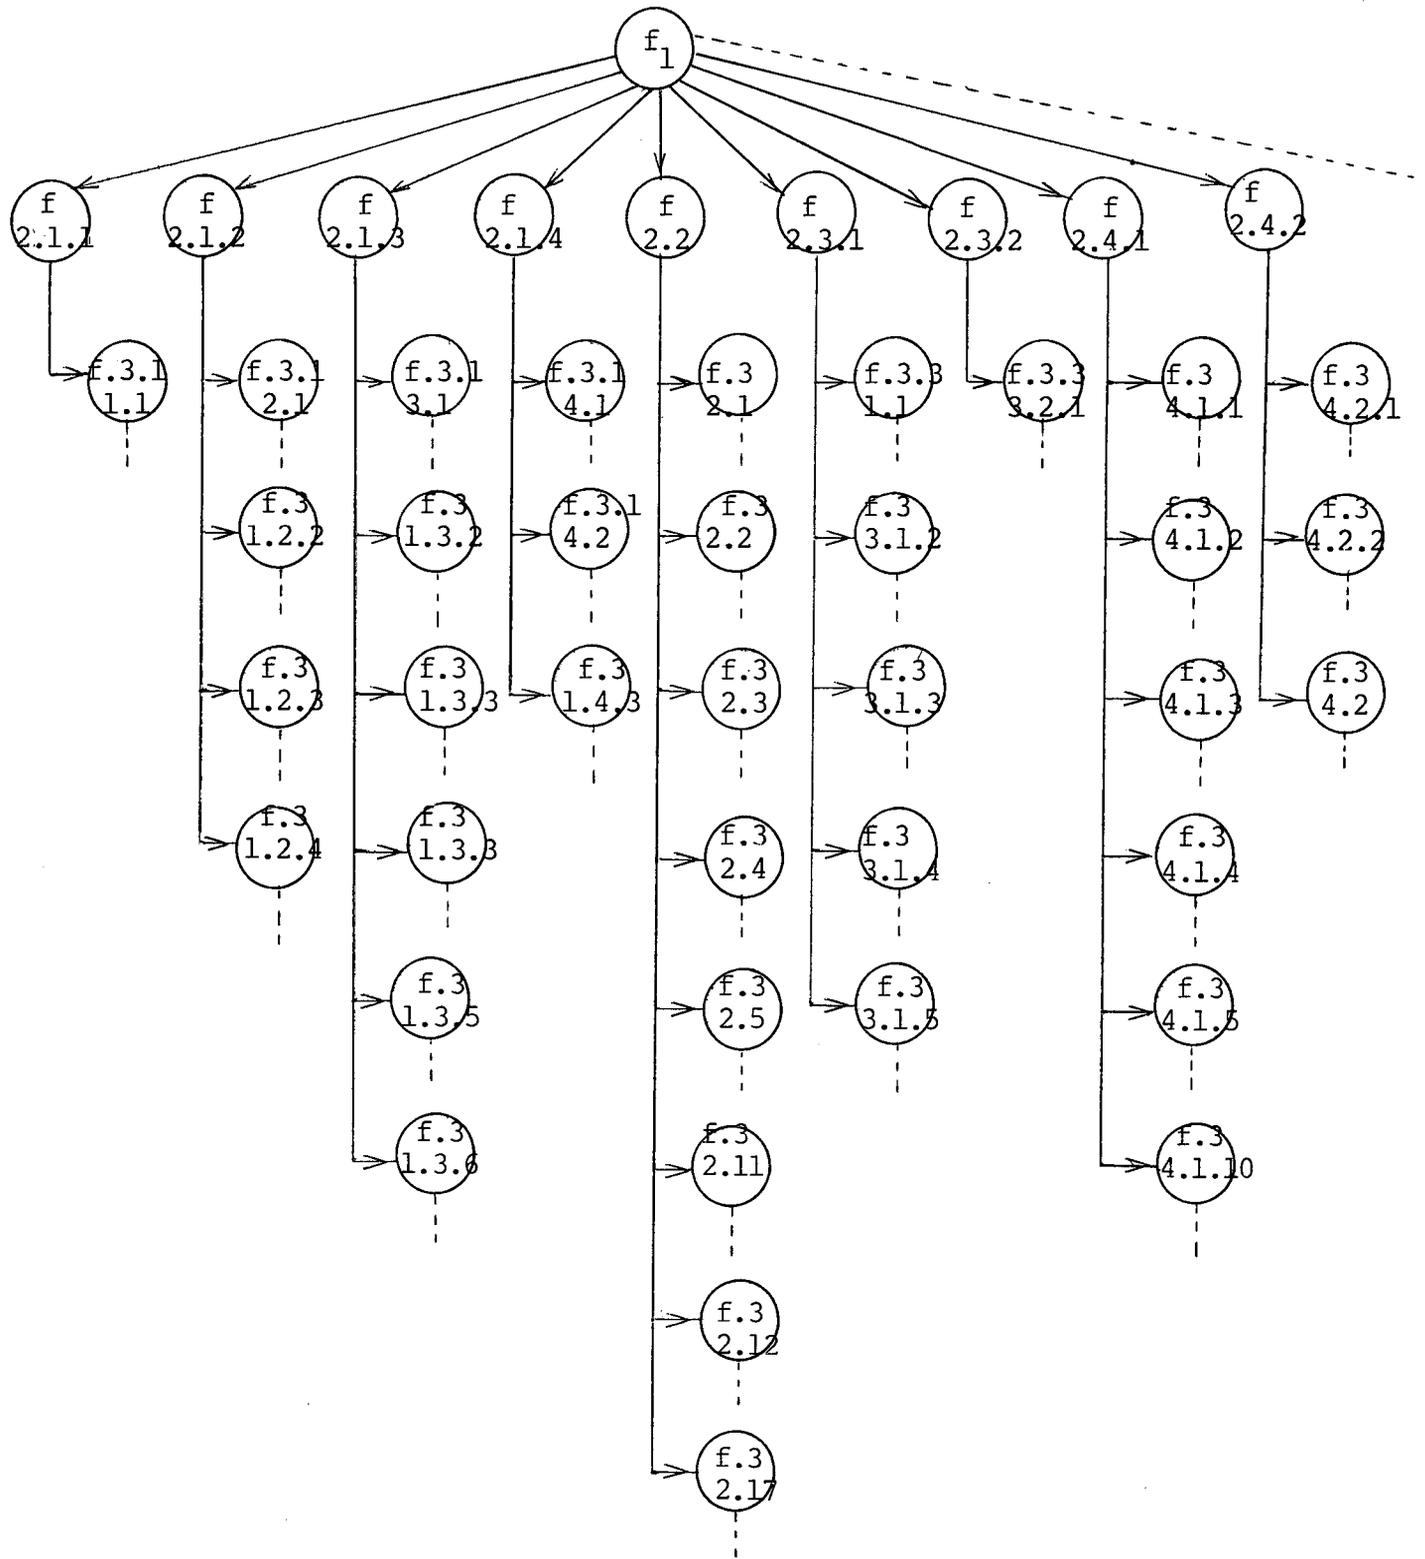 f
1
f
2.1.1
f
2.1.2
f
2.1.3
f
2.1.4
f
2.2
f
2.3.1
f
2.3.2
f
2.4.1
f
2.4.2
f.3.1
1.1
f.3.1
2.1
f.3.1
3.1
f.3.1
4.1
f.3
2.1
f.3.3
1.1
f.3.3
3.2.1
f.3
4.1.1
f.3
4.2.1
f.3
1.2.2
f.3
1.3.2
f.3.1
4.2
f.3
2.2
f.3
3.1.2
f.3
4.1.2
f.3
4.2.2
f.3
1.2.3
f.3
1.3.3
f.3
1.4.3
f.3
2.3
f.3
3.1.3
f.3
4.1.3
f.3
4.2
f.3
1.2.4
f.3
1.3.3
f.3
2.4
f.3
3.1.4
f.3
4.1.4
f.3
1.3.5
f.3
2.5
f.3
3.1.5
f.3
4.1.5
f.3
1.3.6
f.3
2.11
f.3
4.1.10
f.3
2.12
f.3
2.17